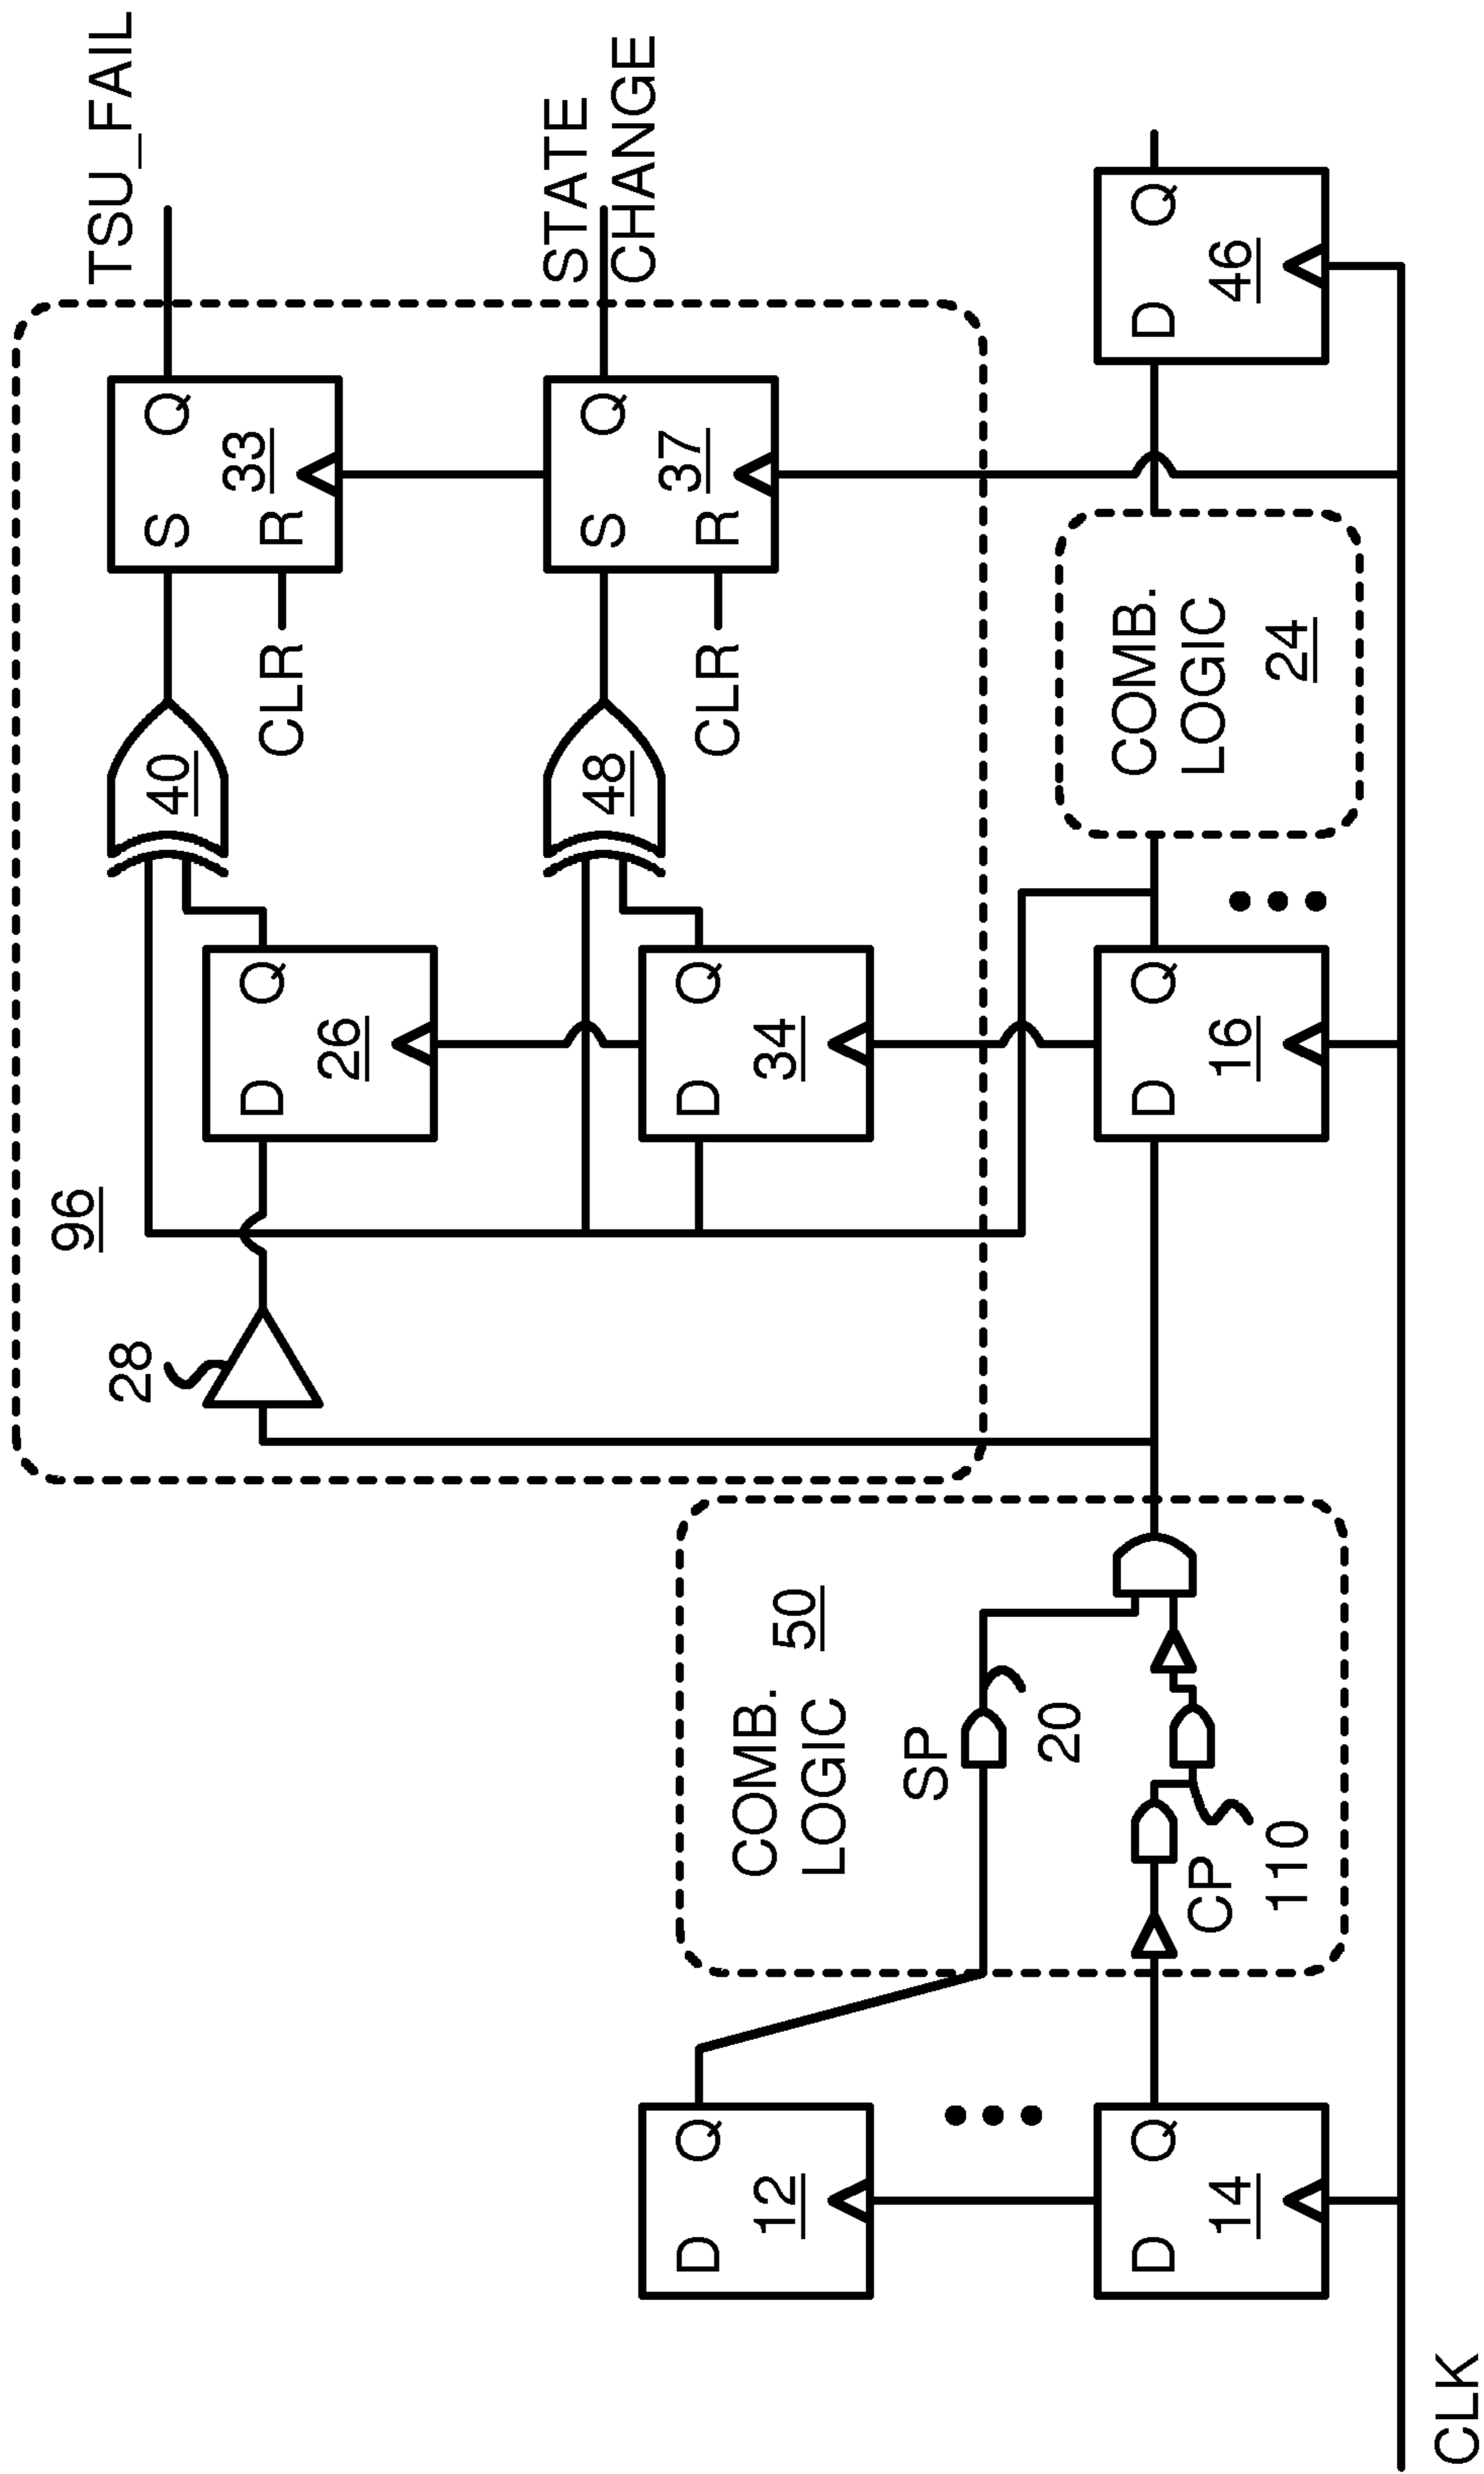 TSU_FAIL
STATE
CHANGE
96
28
40
S
Q
33
R
CLR
D
Q
26
48
S
Q
37
R
CLR
D
Q
34
COMB.
LOGIC
50
SP
20
CP
110
D
Q
12
D
Q
14
D
Q
16
COMB.
LOGIC
24
D
Q
46
CLK